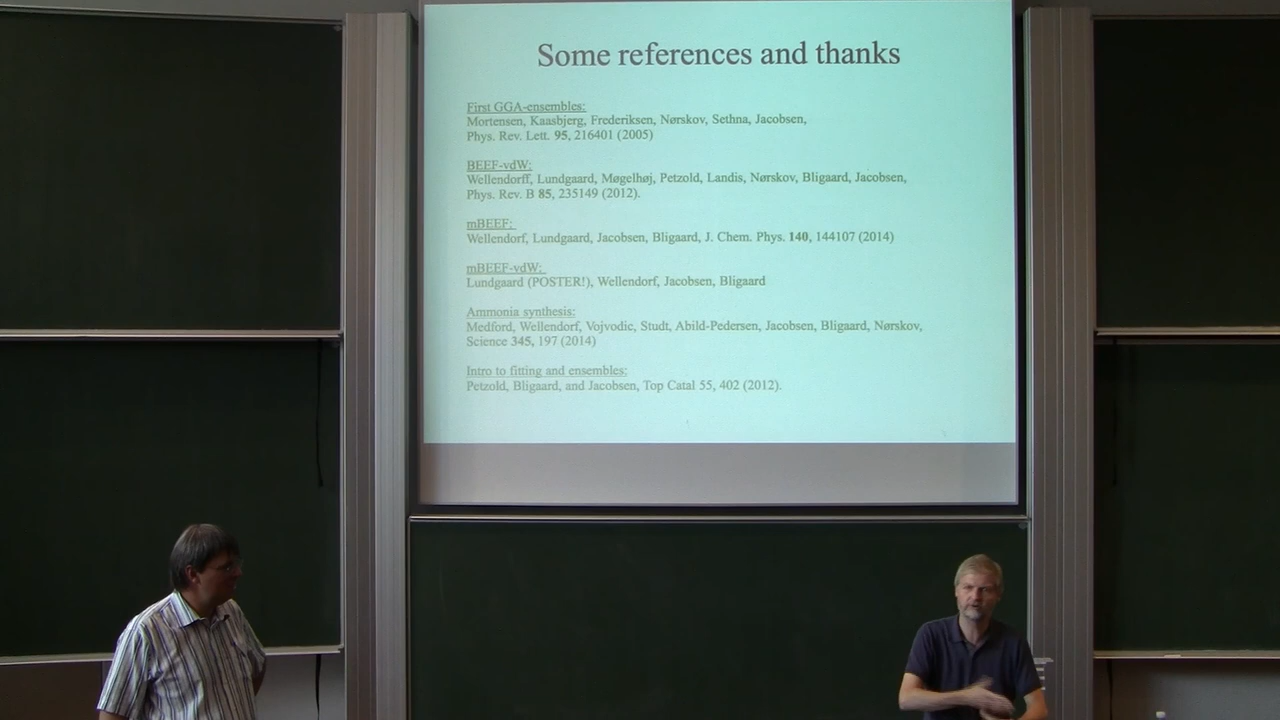 Some references and thanks
First GGA-ensembles:
Mortensen, Kaasbjerg, Frederiksen, Nørskov, Sethna, Jacobsen,
Phys. Rev. Lett. 95, 216401 (2005)
BEEF-vdW:
Wellendorff, Lundgaard, Møgelhøj, Petzold, Landis, Nørskov, Bligaard, Jacobsen,
Phys. Rev. B 85, 235149 (2012).
mBEEF:
Wellendorf, Lundgaard, Jacobsen, Bligaard, J. Chem. Phys. 140, 144107 (2014)
mBEEF-vdW:
Lundgaard (POSTER!), Wellendorf, Jacobsen, Bligaard
Ammonia synthesis:
Medford, Wellendorf, Vojvodic, Studt, Abild-Pedersen, Jacobsen, Bligaard, Nørskov,
Science 345, 197 (2014)
Intro to fitting and ensembles:
Petzold, Bligaard, and Jacobsen, Top Catal 55, 402 (2012).